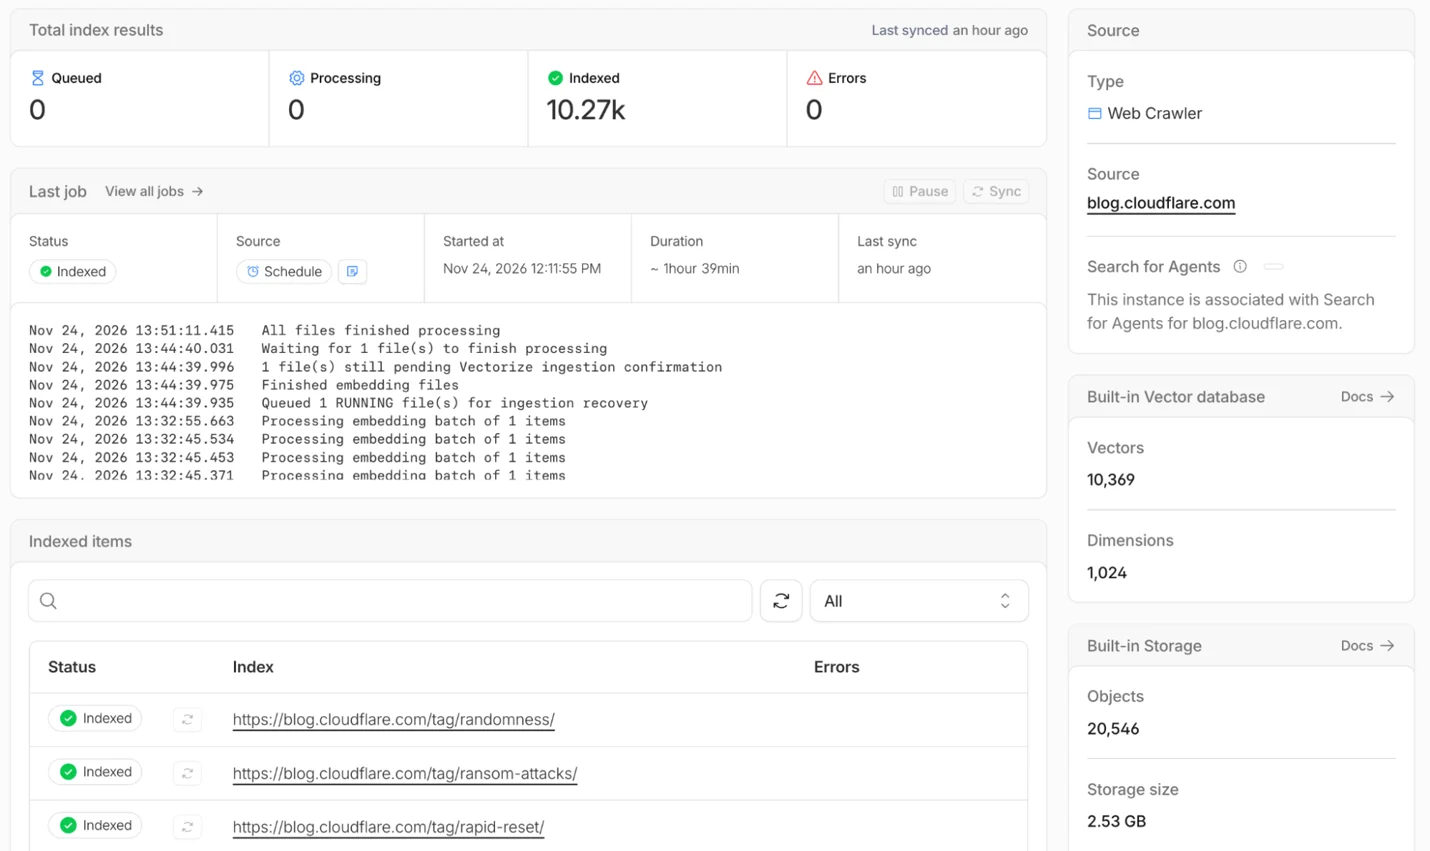 Total index results
Last synced an hour ago
Queued
0
Processing
0
Indexed
10.27k
Errors
0
Last job
View all jobs →
Pause
Sync
Status
Indexed
Source
Schedule
Started at
Nov 24, 2026 12:11:55 PM
Duration
~ 1hour 39min
Last sync
an hour ago
Nov 24, 2026 13:51:11.415 All files finished processing
Nov 24, 2026 13:44:40.031 Waiting for 1 file(s) to finish processing
Nov 24, 2026 13:44:39.996 1 file(s) still pending Vectorize ingestion confirmation
Nov 24, 2026 13:44:39.975 Finished embedding files
Nov 24, 2026 13:44:39.935 Queued 1 RUNNING file(s) for ingestion recovery
Nov 24, 2026 13:32:55.663 Processing embedding batch of 1 items
Nov 24, 2026 13:32:45.534 Processing embedding batch of 1 items
Nov 24, 2026 13:32:45.453 Processing embedding batch of 1 items
Nov 24, 2026 13:32:45.371 Processing embedding batch of 1 items
Indexed items
All
Status Index Errors
Indexed https://blog.cloudflare.com/tag/randomness/
Indexed https://blog.cloudflare.com/tag/ransom-attacks/
Indexed https://blog.cloudflare.com/tag/rapid-reset/
Source
Type
Web Crawler
Source
blog.cloudflare.com
Search for Agents
This instance is associated with Search
for Agents for blog.cloudflare.com.
Built-in Vector database
Docs →
Vectors
10,369
Dimensions
1,024
Built-in Storage
Docs →
Objects
20,546
Storage size
2.53 GB